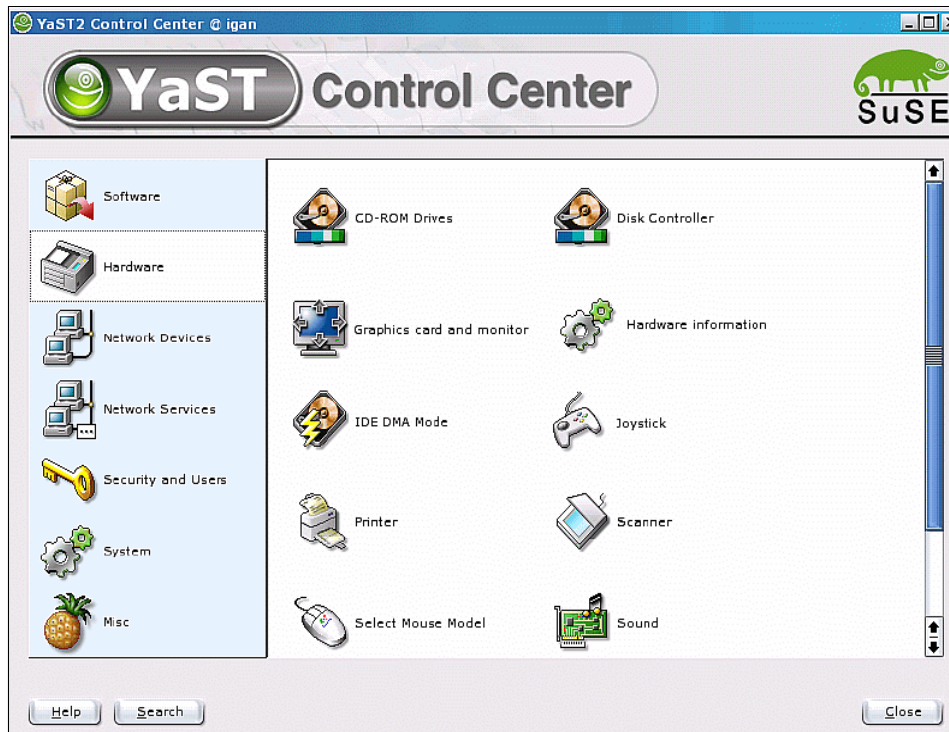 YaST2 Control Center @ igan
YaST Control Center
SuSE
Software
Hardware
Network Devices
Network Services
Security and Users
System
Misc
CD-ROM Drives
Disk Controller
Graphics card and monitor
Hardware information
IDE DMA Mode
Joystick
Printer
Scanner
Select Mouse Model
Sound
Help
Search
Close